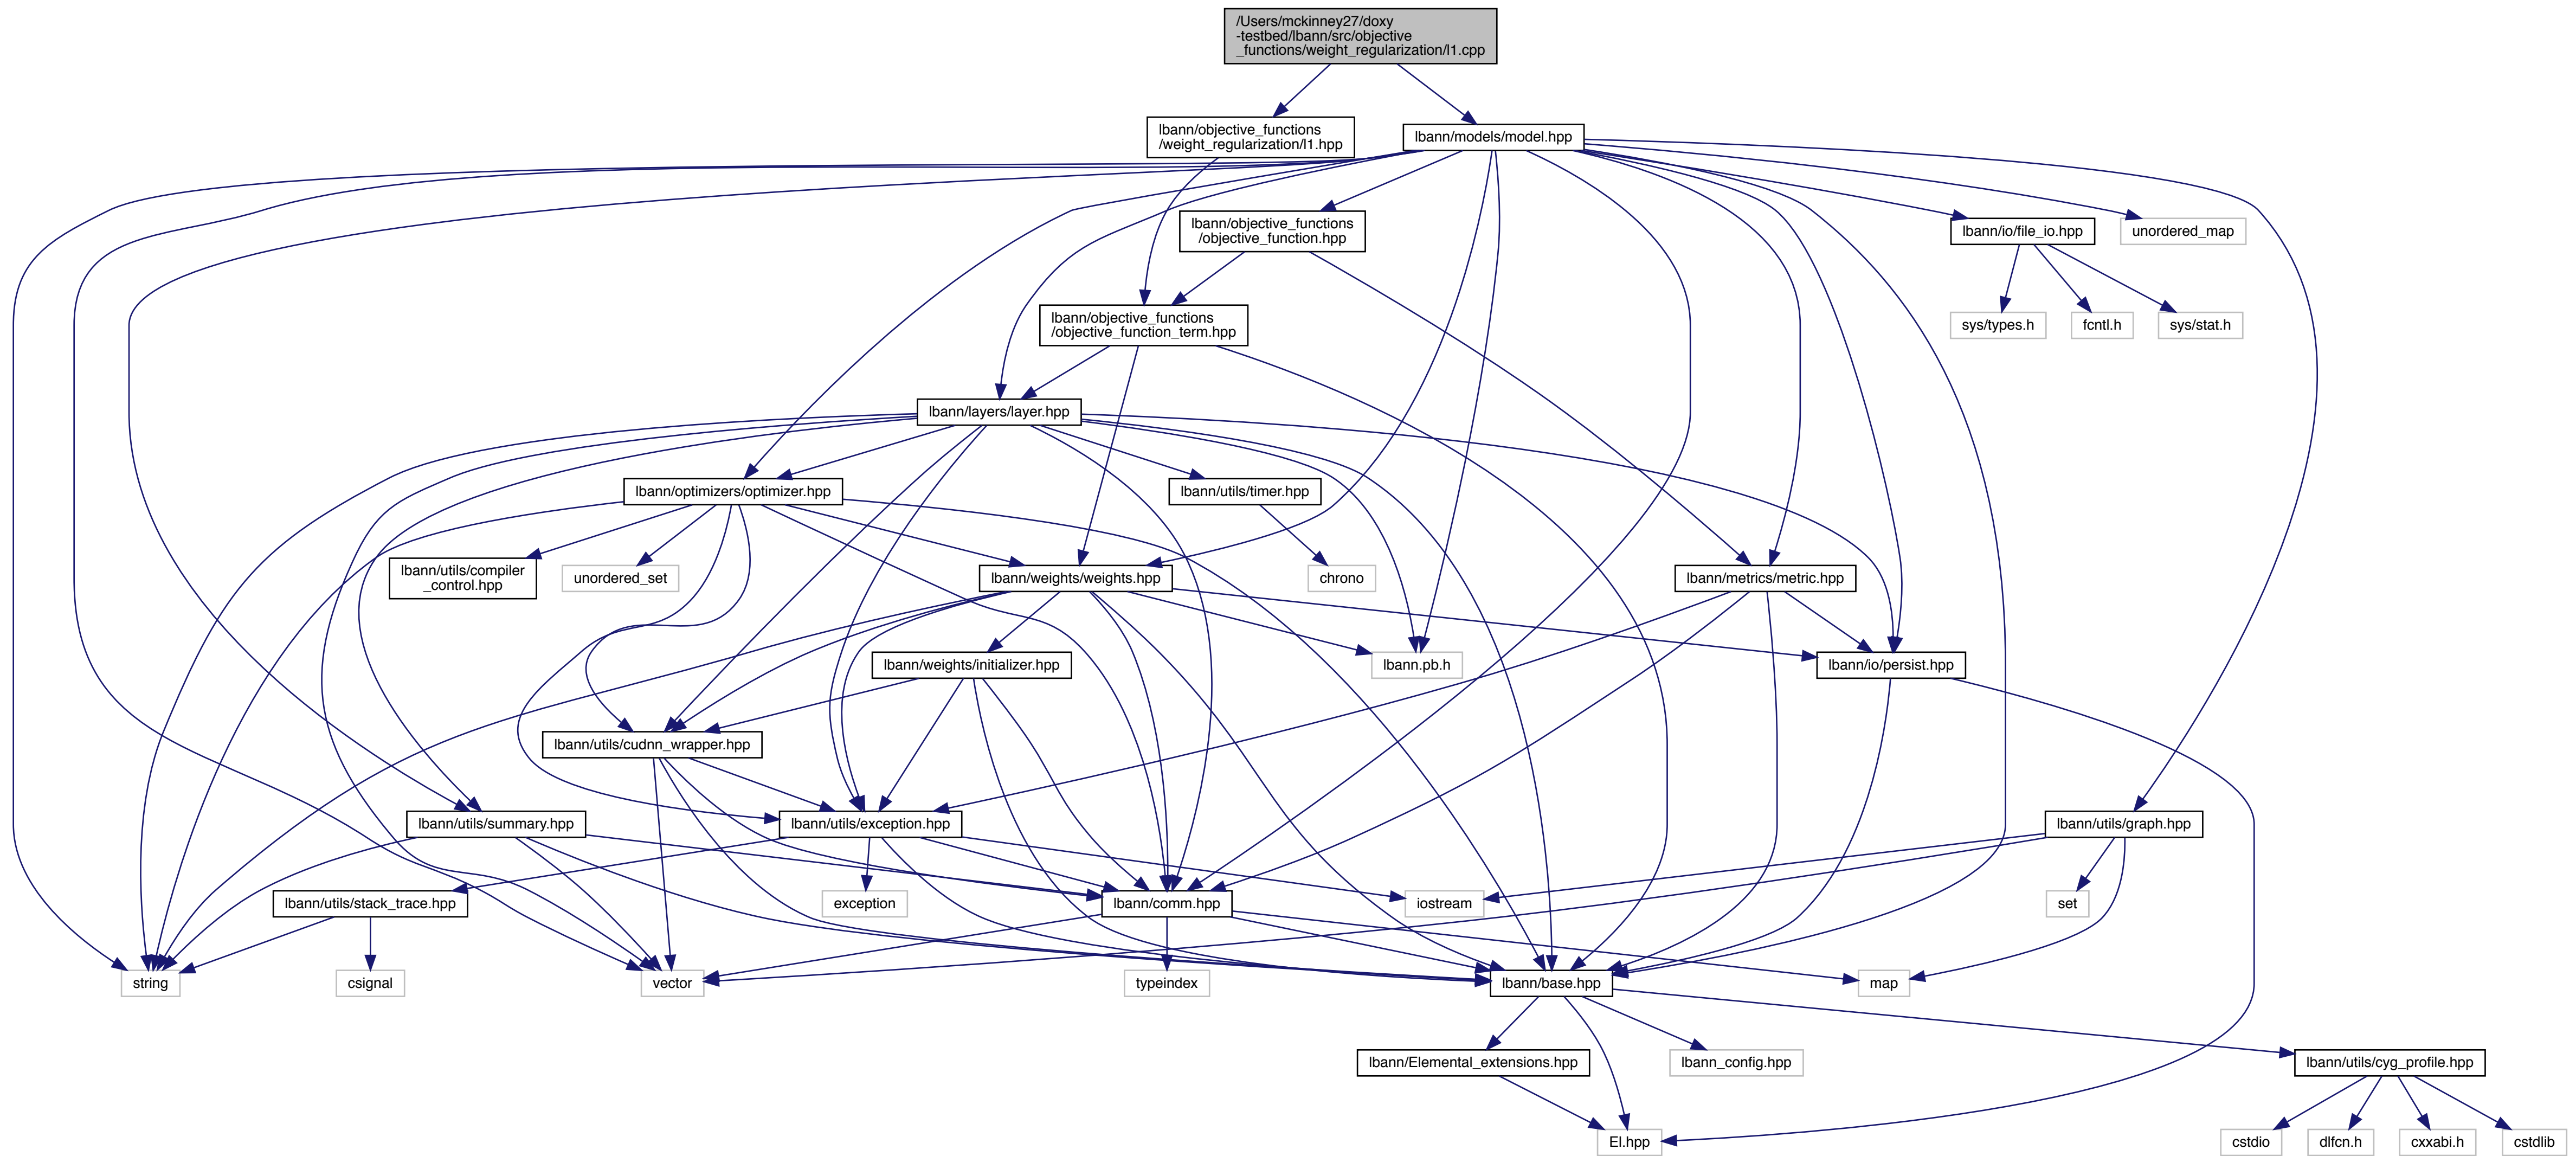 /Users/mckinney27/doxy
-testbed/lbann/src/objective
_functions/weight_regularization/l1.cpp
lbann/objective_functions
/weight_regularization/l1.hpp
lbann/models/model.hpp
lbann/objective_functions
/objective_function.hpp
lbann/io/file_io.hpp
unordered_map
lbann/objective_functions
/objective_function_term.hpp
sys/types.h
fcntl.h
sys/stat.h
lbann/layers/layer.hpp
lbann/optimizers/optimizer.hpp
lbann/utils/timer.hpp
lbann/utils/compiler
_control.hpp
unordered_set
lbann/weights/weights.hpp
chrono
lbann/metrics/metric.hpp
lbann/weights/initializer.hpp
lbann.pb.h
lbann/io/persist.hpp
lbann/utils/cudnn_wrapper.hpp
lbann/utils/summary.hpp
lbann/utils/exception.hpp
lbann/utils/graph.hpp
lbann/utils/stack_trace.hpp
exception
lbann/comm.hpp
iostream
set
string
csignal
vector
typeindex
lbann/base.hpp
map
lbann/Elemental_extensions.hpp
lbann_config.hpp
lbann/utils/cyg_profile.hpp
El.hpp
cstdio
dlfcn.h
cxxabi.h
cstdlib